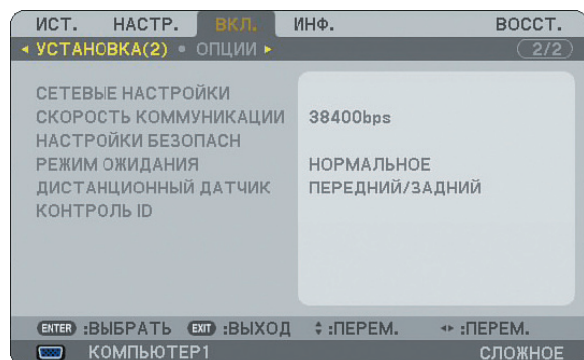 ИСТ. НАСТР. ВКЛ. ИНФ. ВОССТ.
УСТАНОВКА(2) • ОПЦИИ 2/2
СЕТЕВЫЕ НАСТРОЙКИ
СКОРОСТЬ КОММУНИКАЦИИ 38400bps
НАСТРОЙКИ БЕЗОПАСН
РЕЖИМ ОЖИДАНИЯ НОРМАЛЬНОЕ
ДИСТАНЦИОННЫЙ ДАТЧИК ПЕРЕДНИЙ/ЗАДНИЙ
КОНТРОЛЬ ID
ENTER :ВЫБРАТЬ EXIT :ВЫХОД :ПЕРЕМ. :ПЕРЕМ.
КОМПЬЮТЕР1 СЛОЖНОЕ